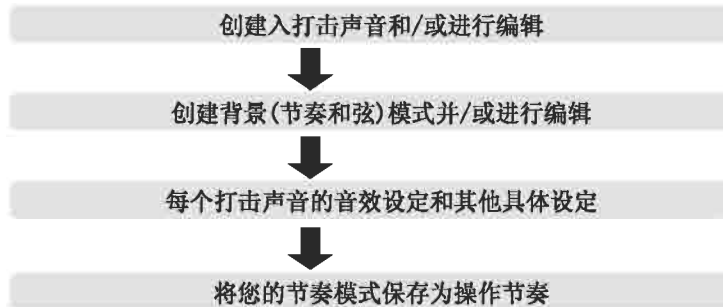 创建入打击声音和/或进行编辑
创建背景(节奏和弦)模式并/或进行编辑
每个打击声音的音效设定和其他具体设定
将您的节奏模式保存为操作节奏